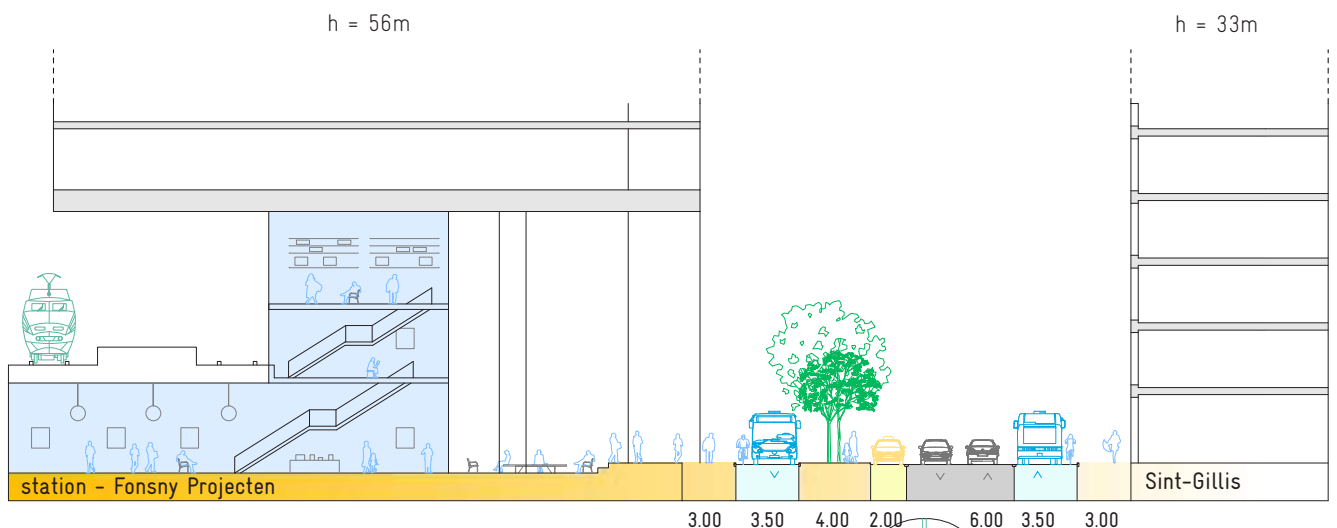 h = 56m
h = 33m
station - Fonsny Projecten
Sint-Gillis
3.00 3.50 4.00 2.00 6.00 3.50 3.00